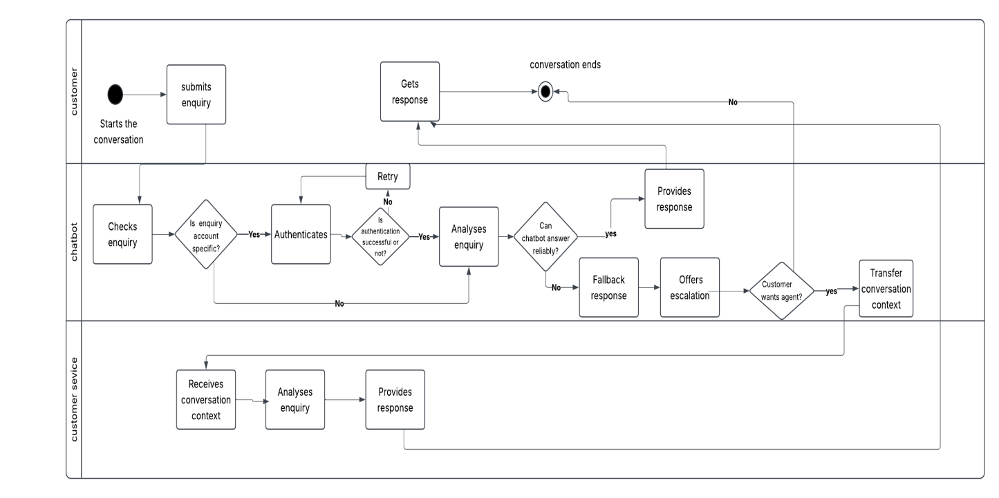 customer
submits
enquiry
Starts the
conversation
Gets
response
conversation ends
No
chatbot
Checks
enquiry
Is enquiry
account
specific?
Yes
Authenticates
Retry
No
Is
authentication
successful or
not?
Yes
Analyses
enquiry
No
Can
chatbot answer
reliably?
yes
Provides
response
No
Fallback
response
Offers
escalation
Customer
wants agent?
yes
Transfer
conversation
context
customer sevice
Receives
conversation
context
Analyses
enquiry
Provides
response